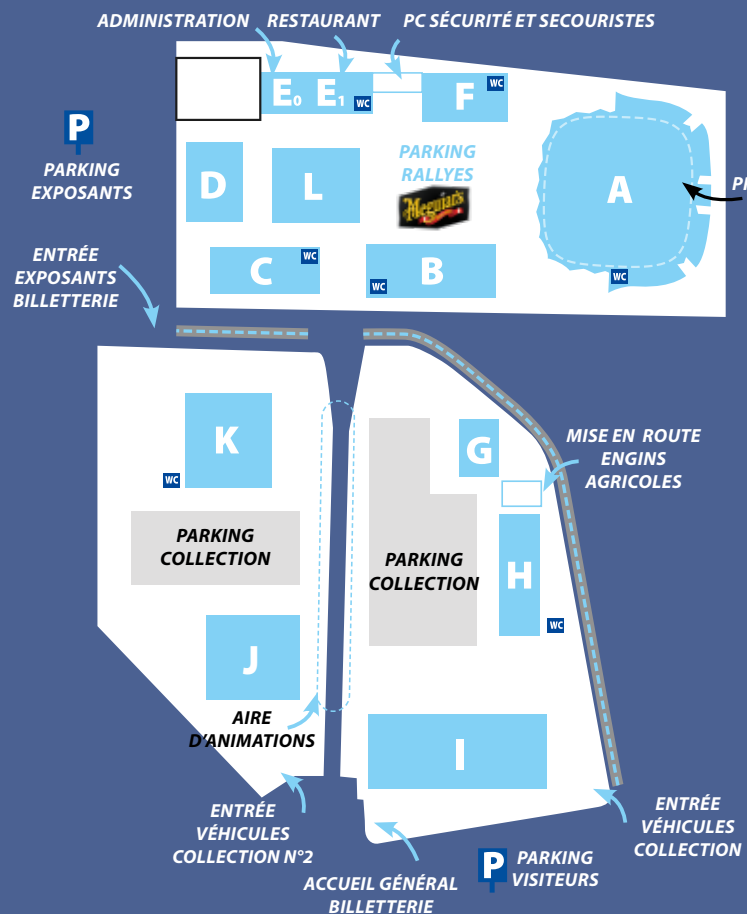 ADMINISTRATION
RESTAURANT
PC SÉCURITÉ ET SECOURISTES
E0
E1
WC
F
WC
P
PARKING
EXPOSANTS
D
L
PARKING
RALLYES
Meguiar's
A
WC
ENTRÉE
EXPOSANTS
BILLETTERIE
C
WC
B
WC
K
WC
G
MISE EN ROUTE
ENGINS
AGRICOLES
PARKING
COLLECTION
PARKING
COLLECTION
H
WC
J
AIRE
D'ANIMATIONS
I
ENTRÉE
VÉHICULES
COLLECTION N°2
ACCUEIL GÉNÉRAL
BILLETTERIE
P
PARKING
VISITEURS
ENTRÉE
VÉHICULES
COLLECTION